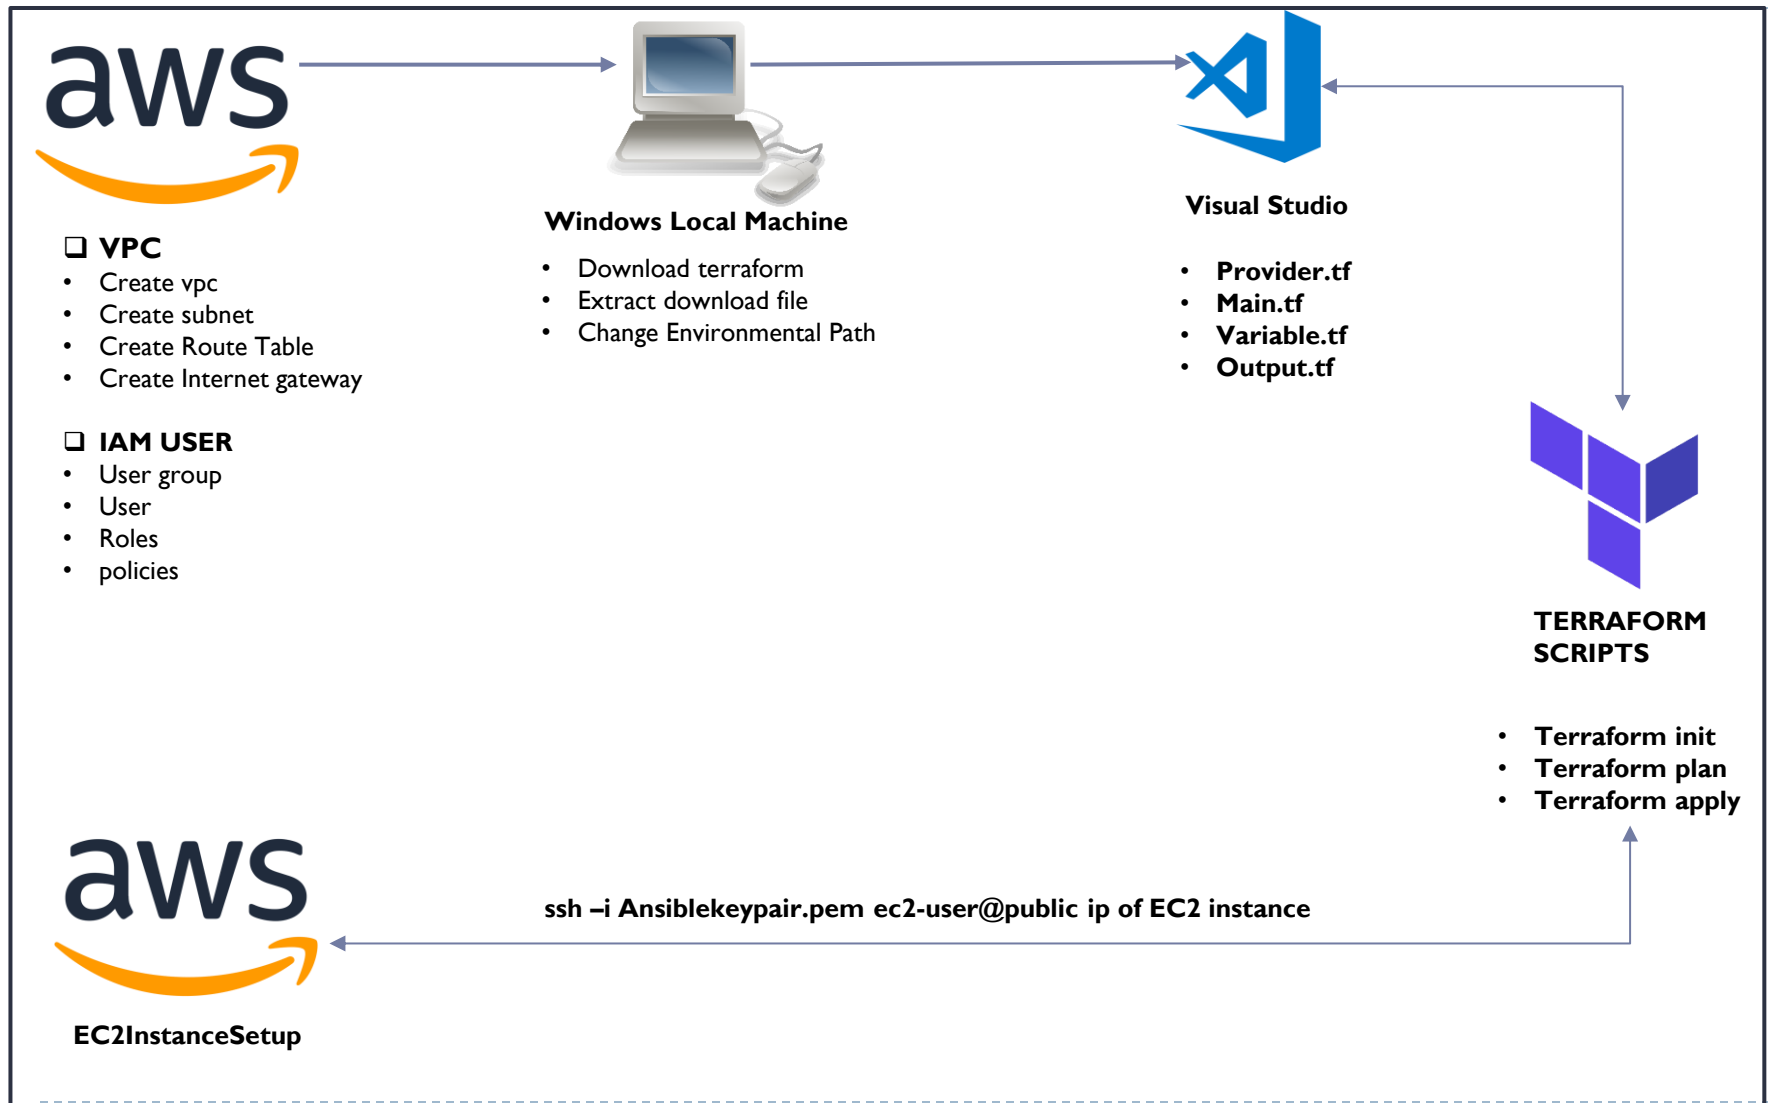 aws
❑ VPC
• Create vpc
• Create subnet
• Create Route Table
• Create Internet gateway
❑ IAM USER
• User group
• User
• Roles
• policies
Windows Local Machine
• Download terraform
• Extract download file
• Change Environmental Path
Visual Studio
• Provider.tf
• Main.tf
• Variable.tf
• Output.tf
TERRAFORM
SCRIPTS
• Terraform init
• Terraform plan
• Terraform apply
ssh –i Ansiblekeypair.pem ec2-user@public ip of EC2 instance
aws
EC2InstanceSetup